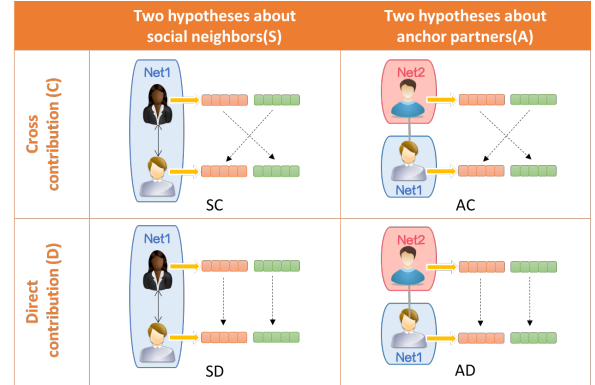 Two hypotheses about
social neighbors(S)
Two hypotheses about
anchor partners(A)
Cross
contribution (C)
Net1
SC
Net2
Net1
AC
Direct
contribution (D)
Net1
SD
Net2
Net1
AD